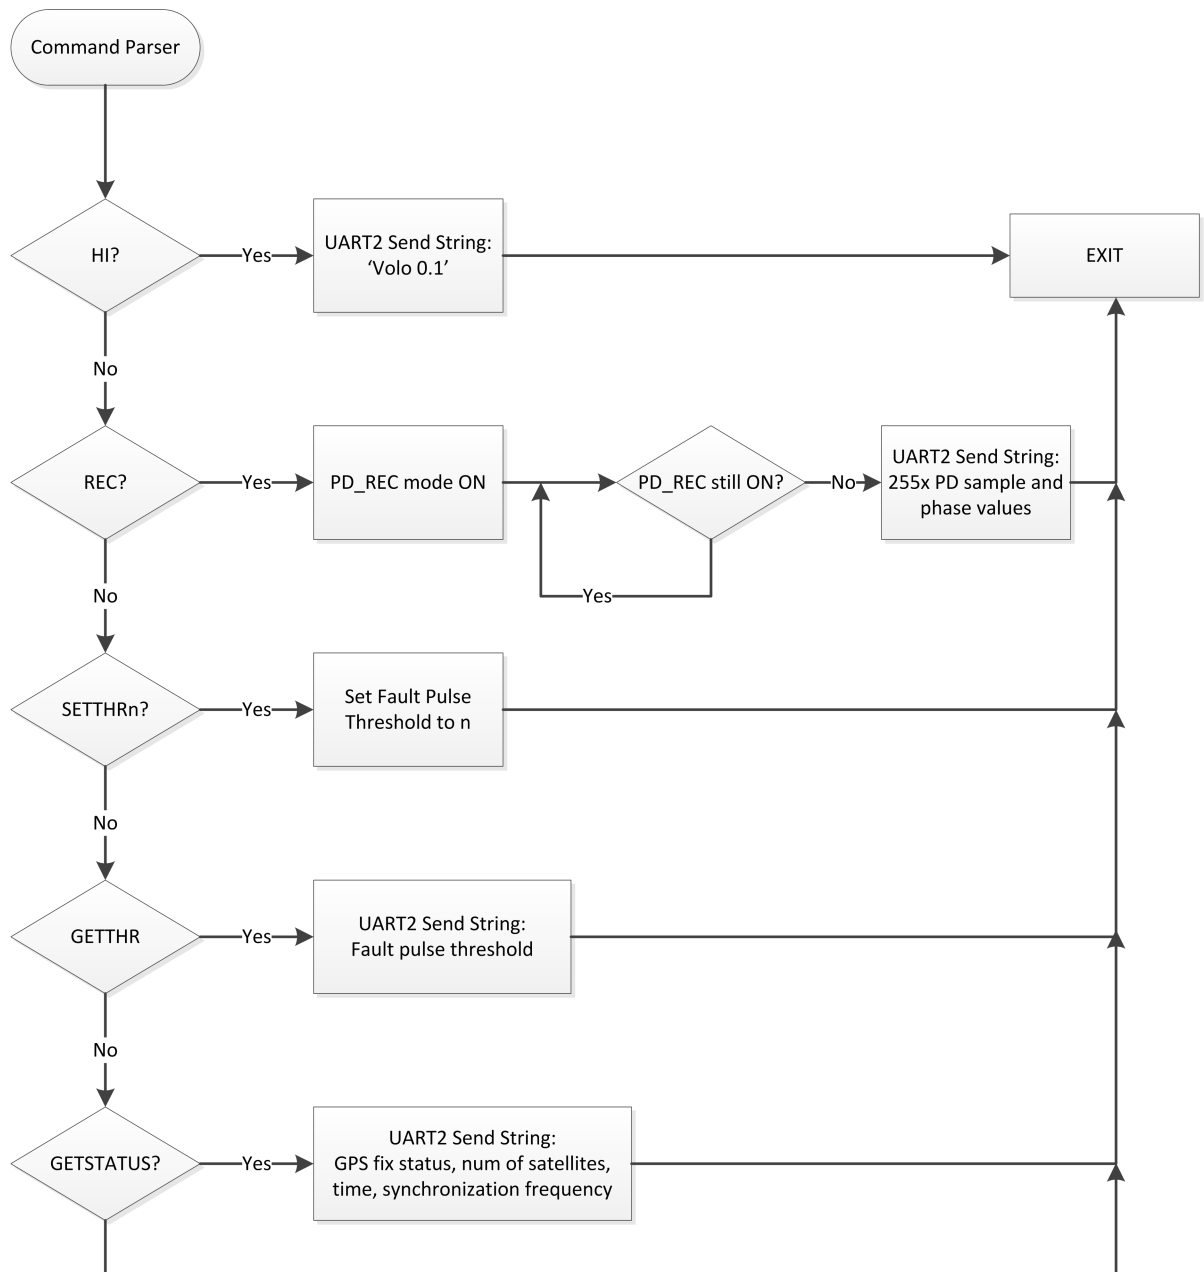 Command Parser
HI?
Yes
UART2 Send String:
‘Volo 0.1’
EXIT
No
REC?
Yes
PD_REC mode ON
PD_REC still ON?
No
UART2 Send String:
255x PD sample and
phase values
Yes
No
SETTHRn?
Yes
Set Fault Pulse
Threshold to n
No
GETTHR
Yes
UART2 Send String:
Fault pulse threshold
No
GETSTATUS?
Yes
UART2 Send String:
GPS fix status, num of satellites,
time, synchronization frequency